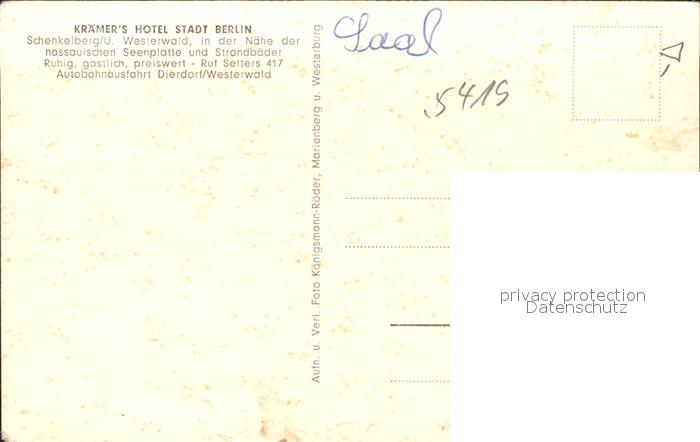 KRÄMER'S HOTEL STADT BERLIN
Schenkelberg/U. Westerwald, in der Nähe der
nassauischen Seenplatte und Strandbäder
Ruhig, gastlich, preiswert - Ruf Selters 417
Autobahnausfahrt Dierdorf/Westerwald
Aufn. u. Verl. Foto Königsmann-Röder, Marienberg u. Westerburg
Saal
5419
privacy protection
Datenschutz